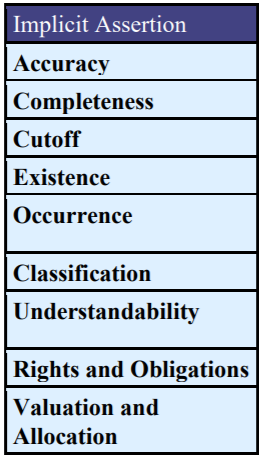 Implicit Assertion
Accuracy
Completeness
Cutoff
Existence
Occurrence
Classification
Understandability
Rights and Obligations
Valuation and
Allocation